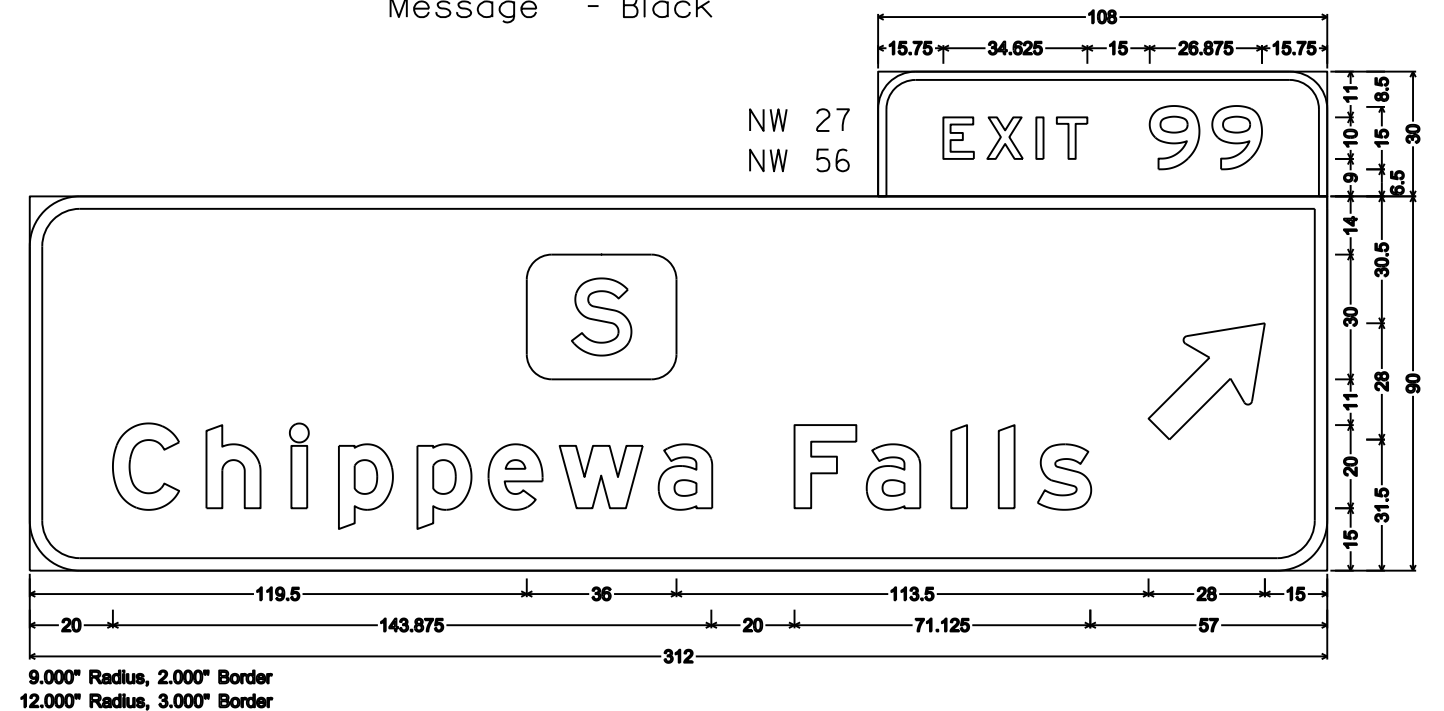 Message - Black
108
15.75 34.625 15 26.875 15.75
NW 27
NW 56
EXIT 99
11 10 9
8.5 15 6.5
30
S
Chippewa Falls
14 30 11 20 15
30.5 28 31.5
90
119.5 36 113.5 28 15
20 143.875 20 71.125 57
312
9.000" Radius, 2.000" Border
12.000" Radius, 3.000" Border